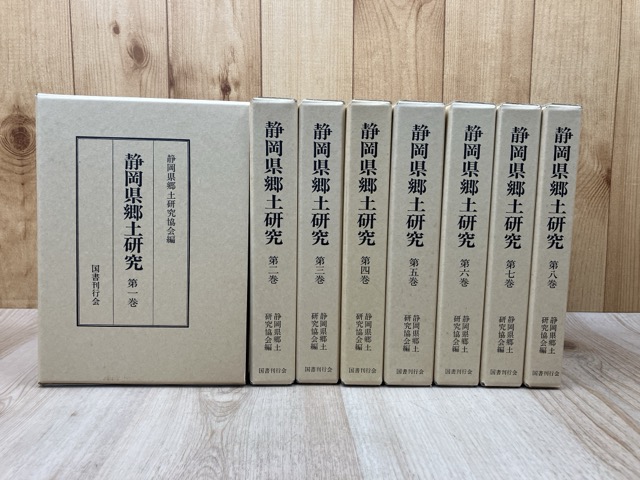 静岡県郷土研究協会編
静岡県郷土研究 第一巻
国書刊行会
静岡県郷土研究
第二巻
静岡県郷土
研究協会編
国書刊行会
静岡県郷土研究
第三巻
静岡県郷土
研究協会編
国書刊行会
静岡県郷土研究
第四巻
静岡県郷土
研究協会編
国書刊行会
静岡県郷土研究
第五巻
静岡県郷土
研究協会編
国書刊行会
静岡県郷土研究
第六巻
静岡県郷土
研究協会編
国書刊行会
静岡県郷土研究
第七巻
静岡県郷土
研究協会編
国書刊行会
静岡県郷土研究
第八巻
静岡県郷土
研究協会編
国書刊行会